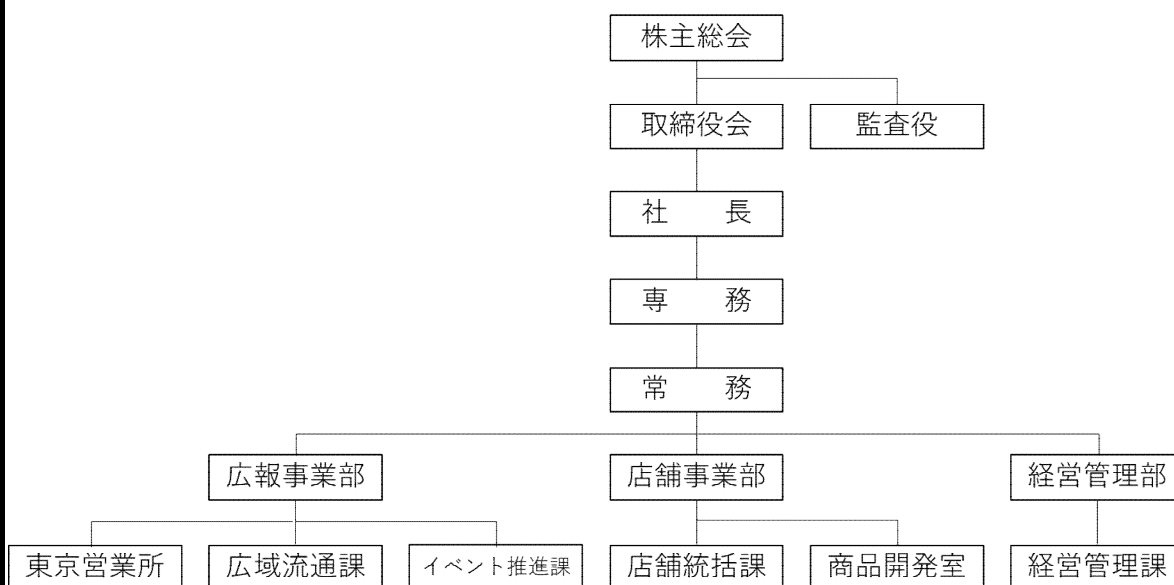 株主総会
取締役会
監査役
社　　長
専　　務
常　　務
広報事業部
店舗事業部
経営管理部
東京営業所
広域流通課
イベント推進課
店舗統括課
商品開発室
経営管理課